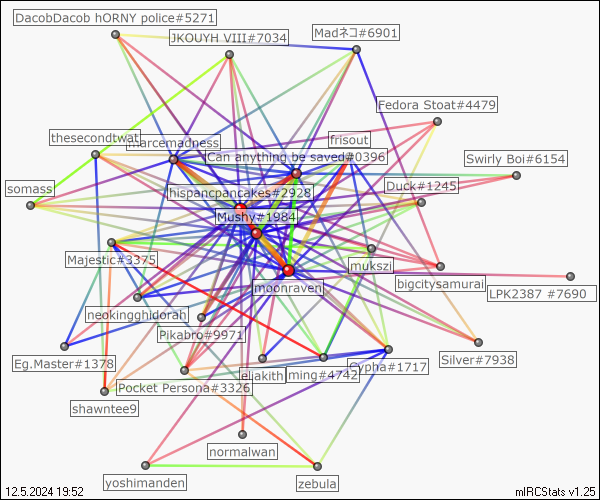 DacobDacob hORNY police#5271
JKOUYH VIII#7034
Madネコ#6901
Fedora Stoat#4479
thesecondtwat
marcemadness
frisout
Can anything be saved#0396
Swirly Boi#6154
somass
hispancpancakes#2928
Duck#1245
Mushy#1984
Majestic#3375
mukszi
moonraven
bigcitysamurai
LPK2387 #7690
neokingghidorah
Pikabro#9971
Eg.Master#1378
eliakith
ming#4742
Cypha#1717
Silver#7938
Pocket Persona#3326
shawntee9
normalwan
yoshimanden
zebula
12.5.2024 19:52
mIRCStats v1.25